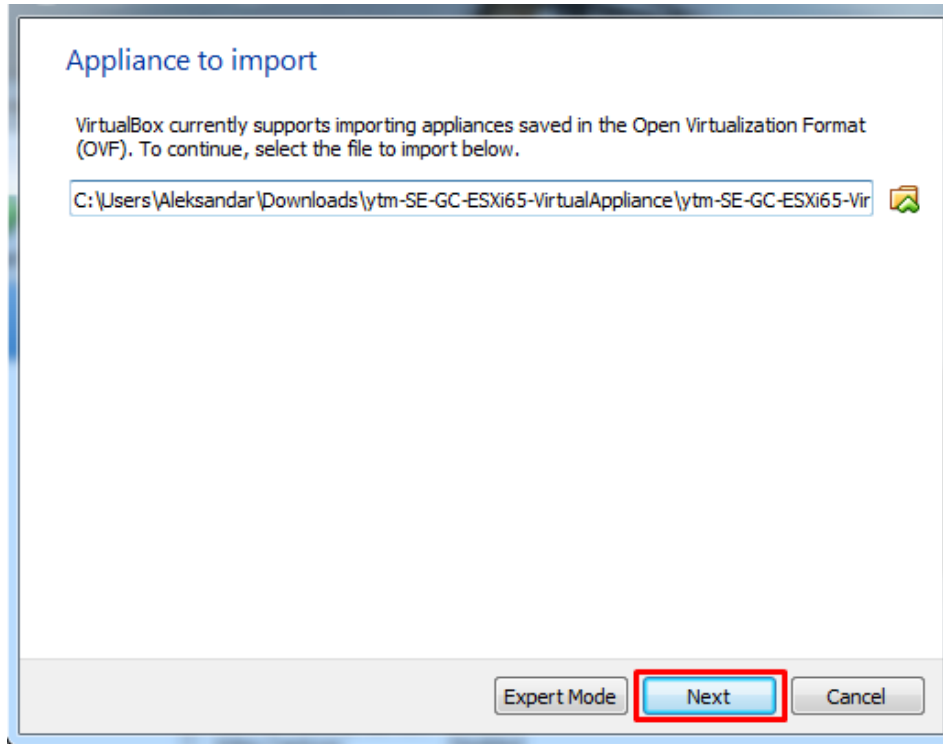 Appliance to import
VirtualBox currently supports importing appliances saved in the Open Virtualization Format
(OVF). To continue, select the file to import below.
C:\Users\Aleksandar\Downloads\ytm-SE-GC-ESXi65-VirtualAppliance\ytm-SE-GC-ESXi65-Vir
Expert Mode Next Cancel